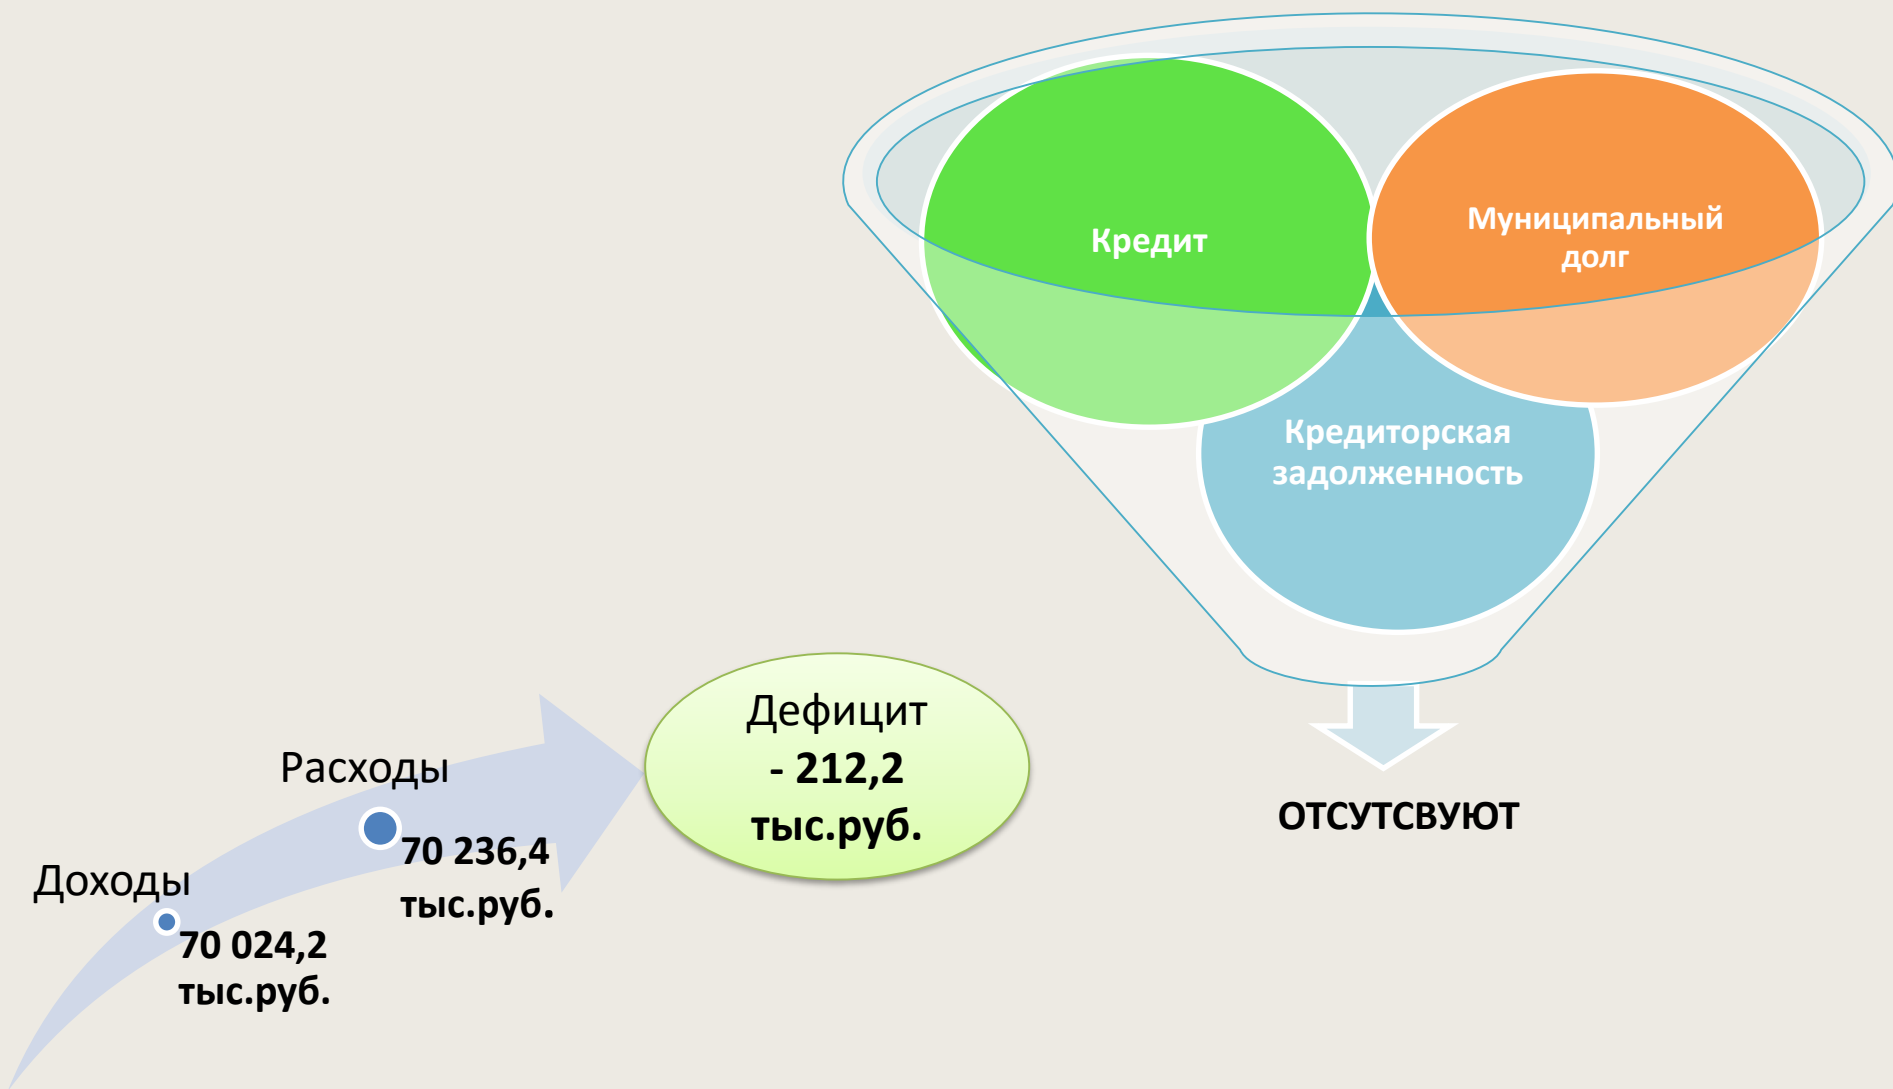 Кредит
Муниципальный
долг
Кредиторская
задолженность
ОТСУТСВУЮТ
Доходы
70 024,2
тыс.руб.
Расходы
70 236,4
тыс.руб.
Дефицит
- 212,2
тыс.руб.